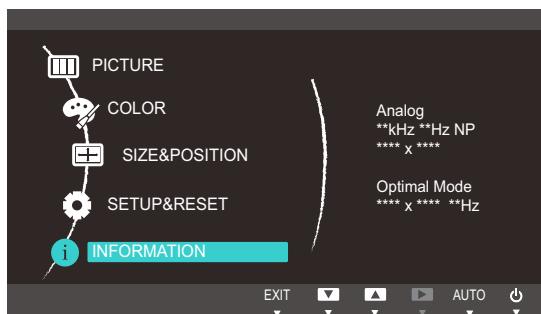 PICTURE
COLOR
SIZE&POSITION
SETUP&RESET
i INFORMATION
Analog
**kHz **Hz NP
**** x ****
Optimal Mode
**** x **** **Hz
EXIT AUTO